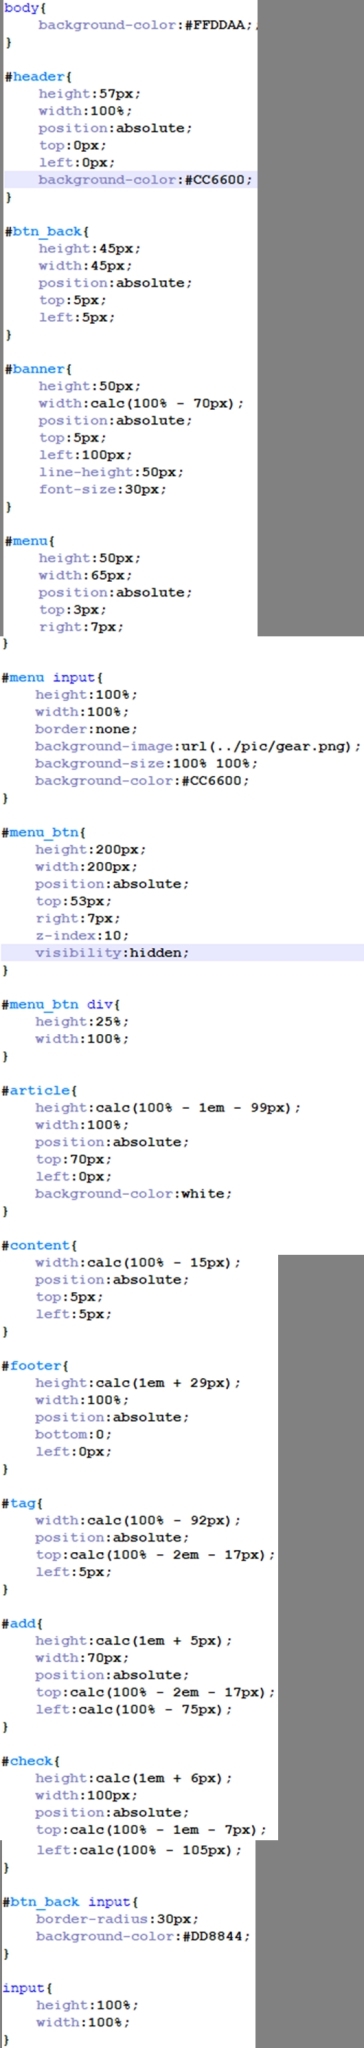 body{
background-color:#FFDDAA;
}
#header{
height:57px;
width:100%;
position:absolute;
top:0px;
left:0px;
background-color:#CC6600;
}
#btn_back{
height:45px;
width:45px;
position:absolute;
top:5px;
left:5px;
}
#banner{
height:50px;
width:calc(100% - 70px);
position:absolute;
top:5px;
left:100px;
line-height:50px;
font-size:30px;
}
#menu{
height:50px;
width:65px;
position:absolute;
top:3px;
right:7px;
}
#menu input{
height:100%;
width:100%;
border:none;
background-image:url(../pic/gear.png);
background-size:100% 100%;
background-color:#CC6600;
}
#menu_btn{
height:200px;
width:200px;
position:absolute;
top:53px;
right:7px;
z-index:10;
visibility:hidden;
}
#menu_btn div{
height:25%;
width:100%;
}
#article{
height:calc(100% - 1em - 99px);
width:100%;
position:absolute;
top:70px;
left:0px;
background-color:white;
}
#content{
width:calc(100% - 15px);
position:absolute;
top:5px;
left:5px;
}
#footer{
height:calc(1em + 29px);
width:100%;
position:absolute;
bottom:0;
left:0px;
}
#tag{
width:calc(100% - 92px);
position:absolute;
top:calc(100% - 2em - 17px);
left:5px;
}
#add{
height:calc(1em + 5px);
width:70px;
position:absolute;
top:calc(100% - 2em - 17px);
left:calc(100% - 75px);
}
#check{
height:calc(1em + 6px);
width:100px;
position:absolute;
top:calc(100% - 1em - 7px);
left:calc(100% - 105px);
}
#btn_back input{
border-radius:30px;
background-color:#DD8844;
}
input{
height:100%;
width:100%;
}